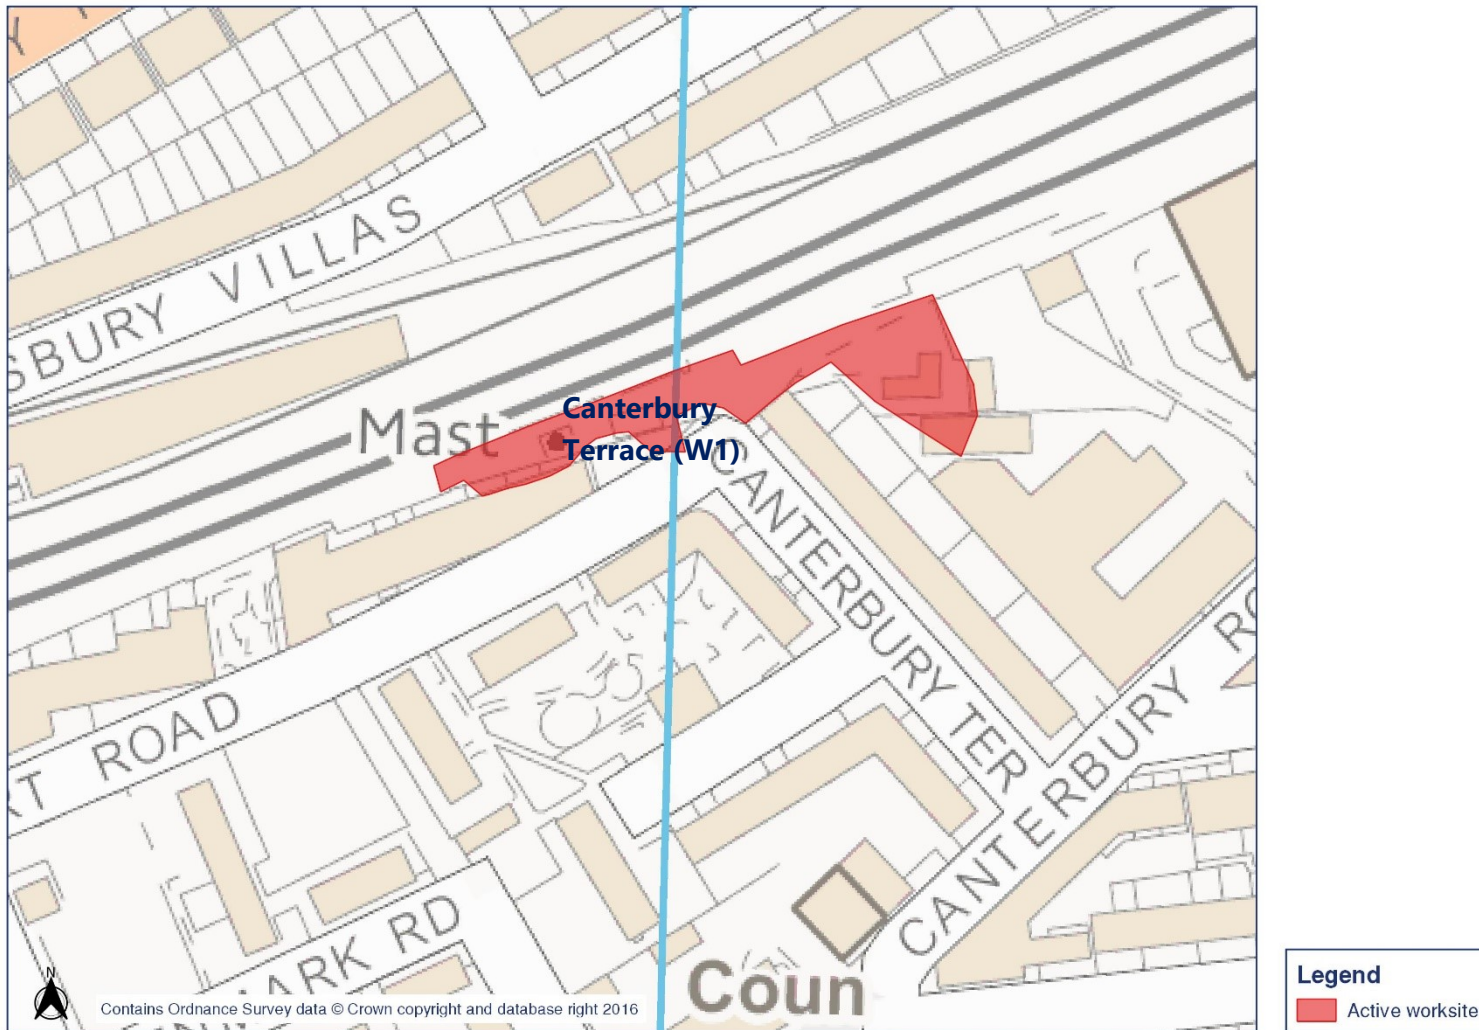 SBURY VILLAS
Mast
Canterbury
Terrace (W1)
CANTERBURY TER
RT ROAD
CANTERBURY RO
ARK RD
Coun
N
Contains Ordnance Survey data © Crown copyright and database right 2016
Legend
Active worksite